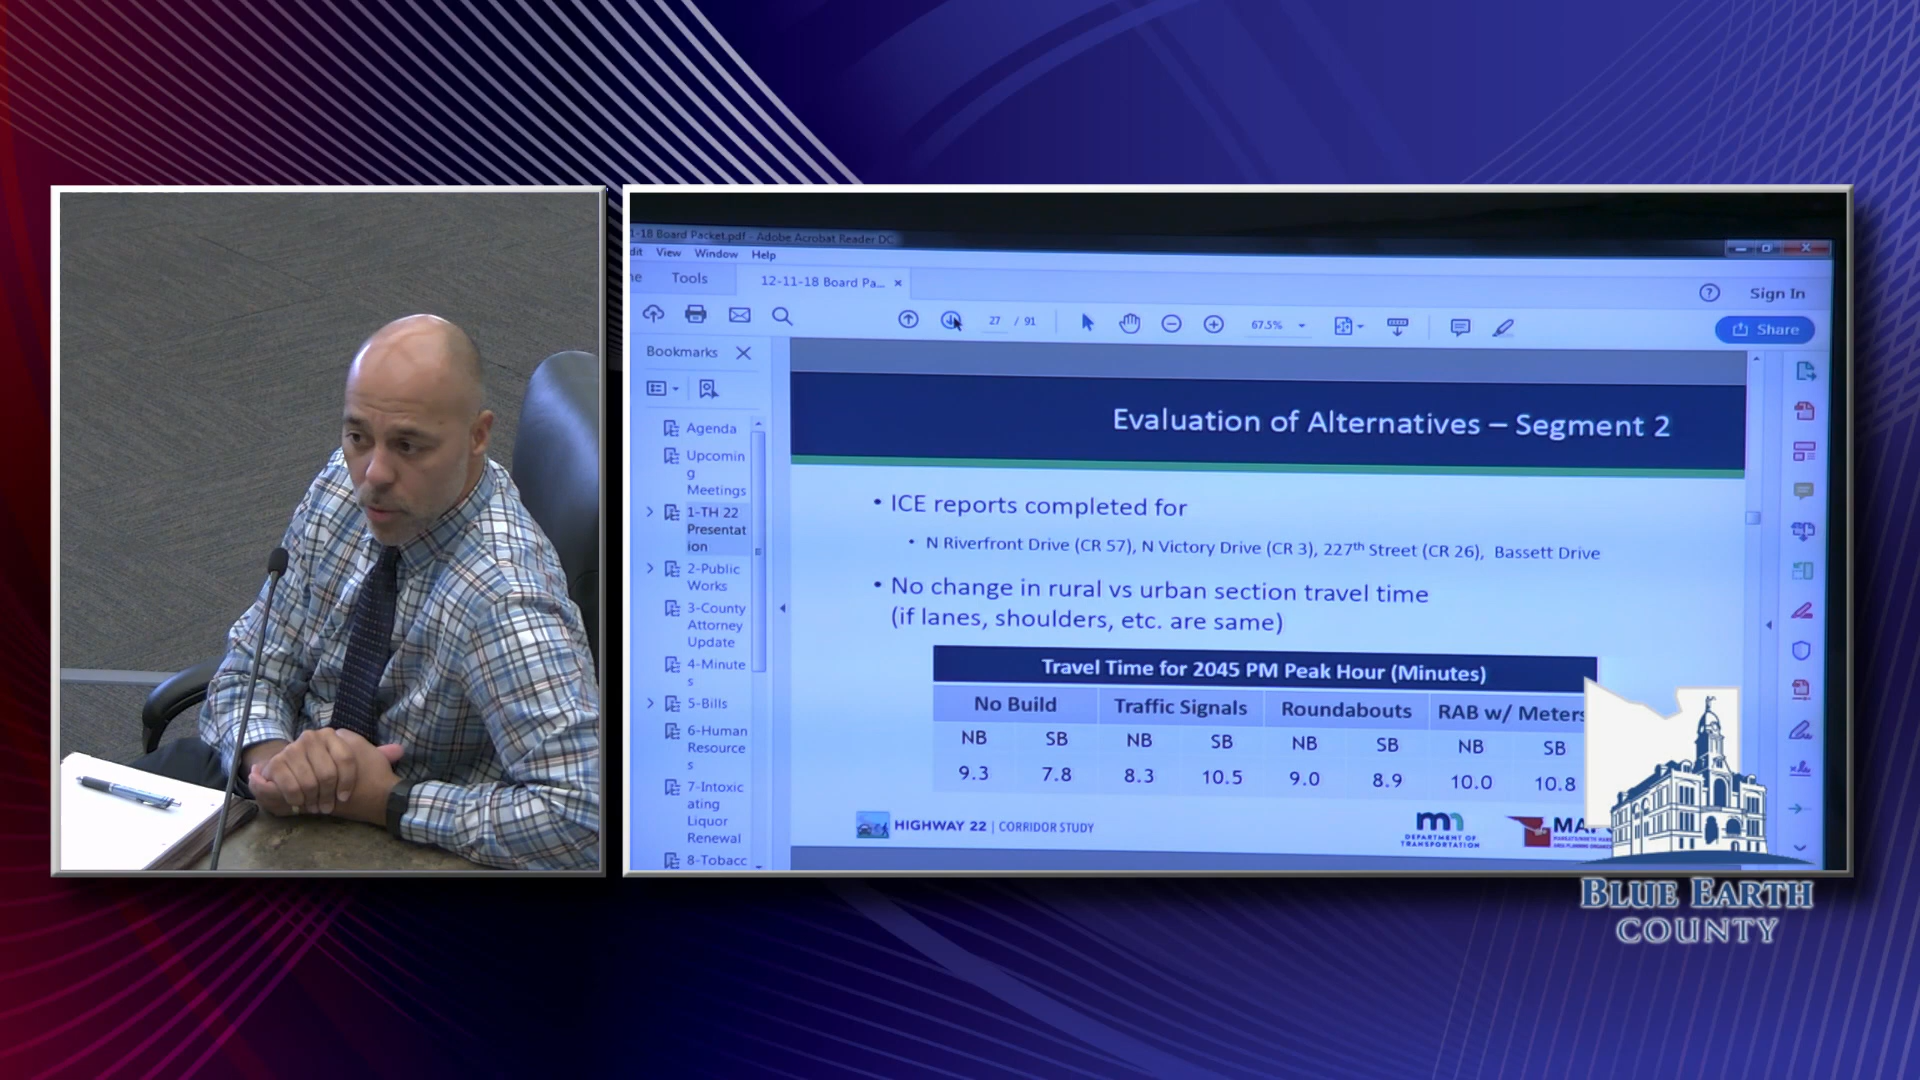 1-18 Board Packet.pdf - Adobe Acrobat Reader DC
dit View Window Help
ne Tools 12-11-18 Board Pa... ×
? Sign In
27 / 91 67.5% Share
Bookmarks
Agenda
Upcomin
g
Meetings
1-TH 22
Presentat
ion
2-Public
Works
3-County
Attorney
Update
4-Minute
s
5-Bills
6-Human
Resource
s
7-Intoxic
ating
Liquor
Renewal
8-Tobacc
Evaluation of Alternatives – Segment 2
• ICE reports completed for
• N Riverfront Drive (CR 57), N Victory Drive (CR 3), 227th Street (CR 26), Bassett Drive
• No change in rural vs urban section travel time
(if lanes, shoulders, etc. are same)
Travel Time for 2045 PM Peak Hour (Minutes)
No Build Traffic Signals Roundabouts RAB w/ Meters
NB SB NB SB NB SB NB SB
9.3 7.8 8.3 10.5 9.0 8.9 10.0 10.8
HIGHWAY 22 | CORRIDOR STUDY
mn
DEPARTMENT OF
TRANSPORTATION
BLUE EARTH
COUNTY